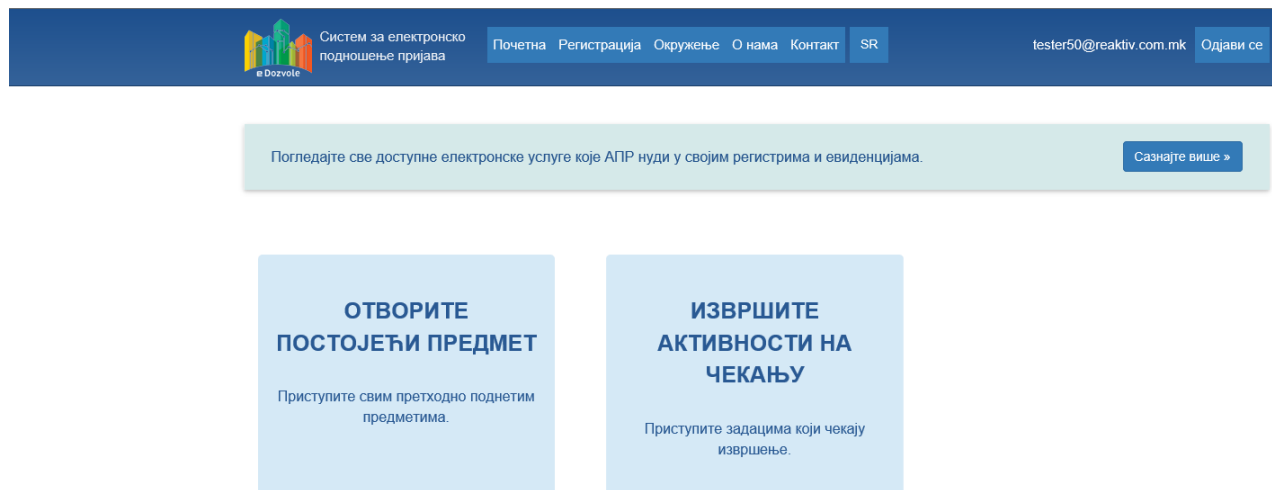 Систем за електронско
подношење пријава
eDozvole
Почетна Регистрација Окружење О нама Контакт SR
tester50@reaktiv.com.mk Одјави се
Погледајте све доступне електронске услуге које АПР нуди у својим регистрима и евиденцијама.
Сазнајте више »
ОТВОРИТЕ
ПОСТОЈЕЋИ ПРЕДМЕТ
Приступите свим претходно поднетим
предметима.
ИЗВРШИТЕ
АКТИВНОСТИ НА
ЧЕКАЊУ
Приступите задацима који чекају
извршење.